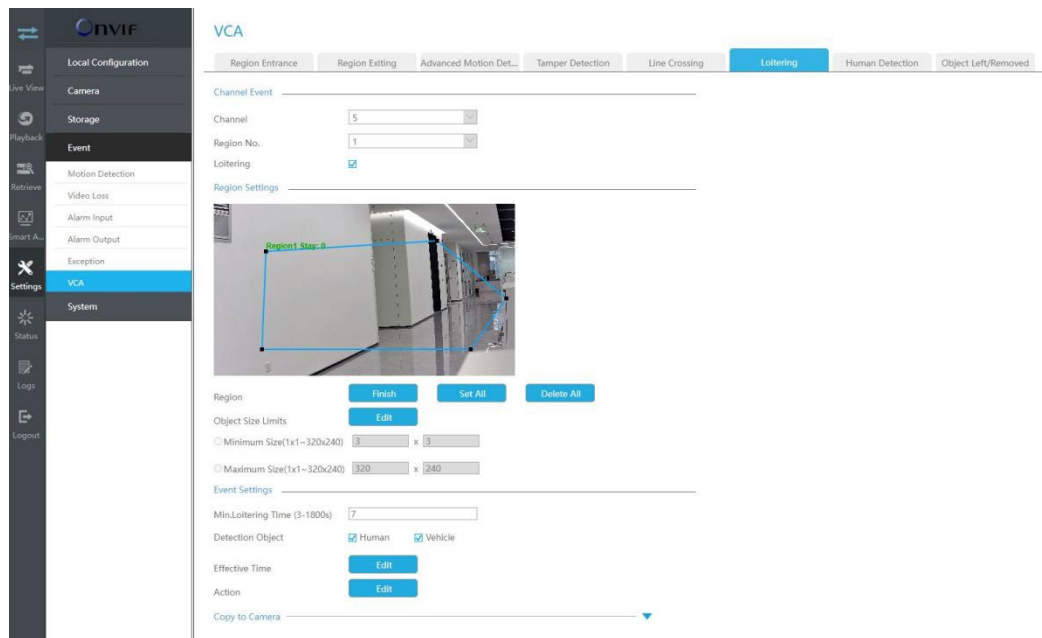 ONVIF
VCA
Local Configuration
Region Entrance
Region Exiting
Advanced Motion Det...
Tamper Detection
Line Crossing
Loitering
Human Detection
Object Left/Removed
Live View
Camera
Channel Event
Storage
Channel
5
Playback
Event
Region No.
1
Loitering
Retrieve
Motion Detection
Region Settings
Video Loss
Smart A...
Alarm Input
Alarm Output
Region1 Stay: 0
Exception
Settings
VCA
System
Status
Logs
Region
Finish
Set All
Delete All
Object Size Limits
Edit
Logout
Minimum Size(1x1~320x240)
3 x 3
Maximum Size(1x1~320x240)
320 x 240
Event Settings
Min.Loitering Time (3-1800s)
7
Detection Object
Human
Vehicle
Effective Time
Edit
Action
Edit
Copy to Camera